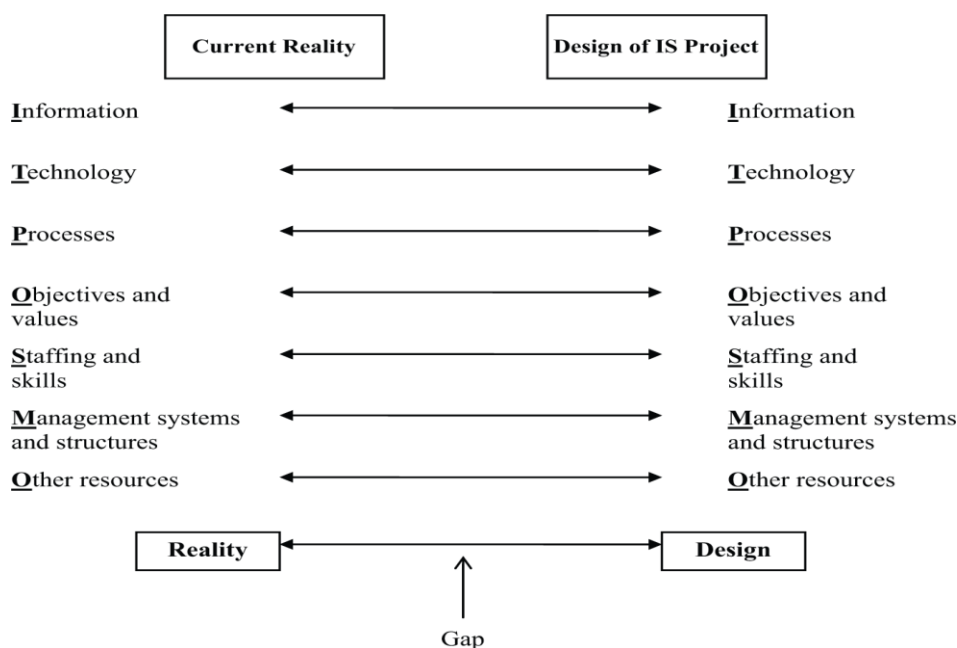 Current Reality
Design of IS Project
Information
Information
Technology
Technology
Processes
Processes
Objectives and
values
Objectives and
values
Staffing and
skills
Staffing and
skills
Management systems
and structures
Management systems
and structures
Other resources
Other resources
Reality
Design
Gap